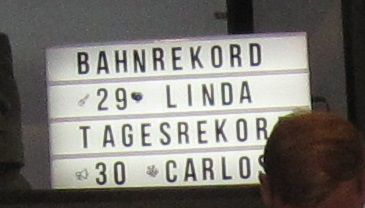 BAHNREKORD
29 LINDA
TAGESREKOR
30 CARLOS